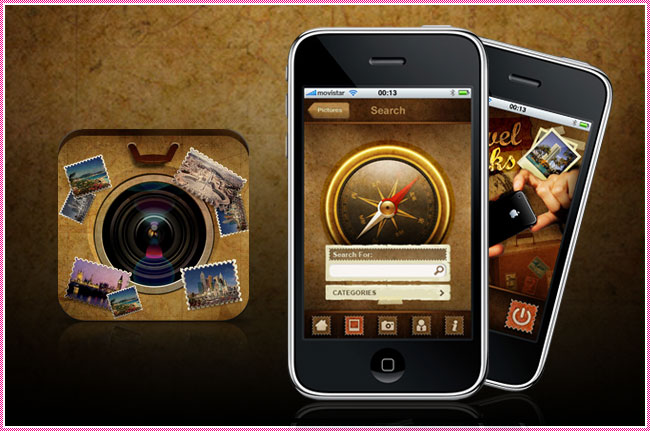 movistar 00:13
Pictures Search
Search For:
CATEGORIES
00:13